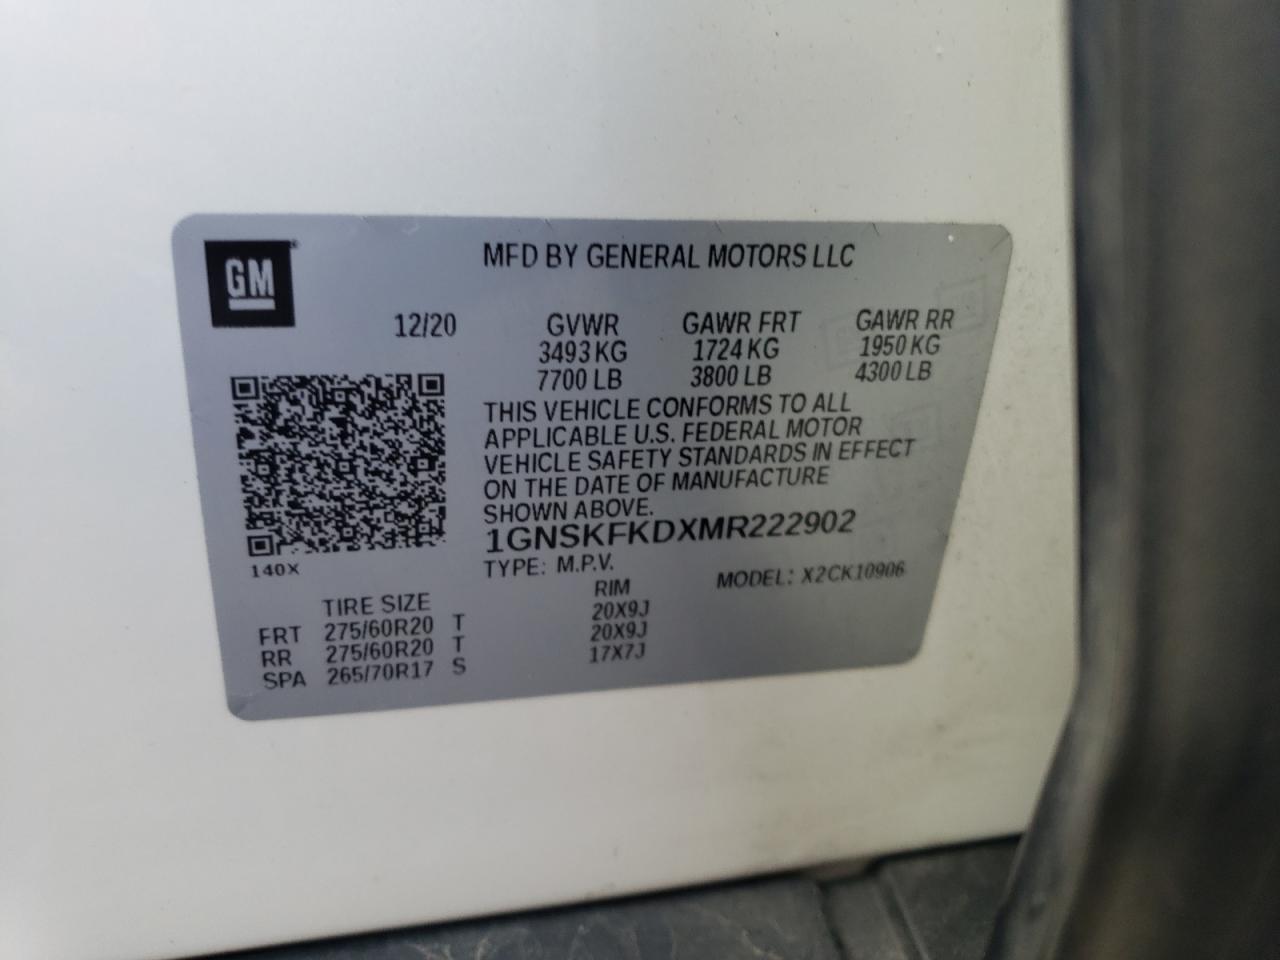 GM
MFD BY GENERAL MOTORS LLC
12/20 GVWR GAWR FRT GAWR RR
3493 KG 1724 KG 1950 KG
7700 LB 3800 LB 4300 LB
THIS VEHICLE CONFORMS TO ALL
APPLICABLE U.S. FEDERAL MOTOR
VEHICLE SAFETY STANDARDS IN EFFECT
ON THE DATE OF MANUFACTURE
SHOWN ABOVE.
1GNSKFKDXMR222902
140X
TYPE: M.P.V. MODEL: X2CK10906
TIRE SIZE RIM
FRT 275/60R20 T 20X9J
RR 275/60R20 T 20X9J
SPA 265/70R17 S 17X7J